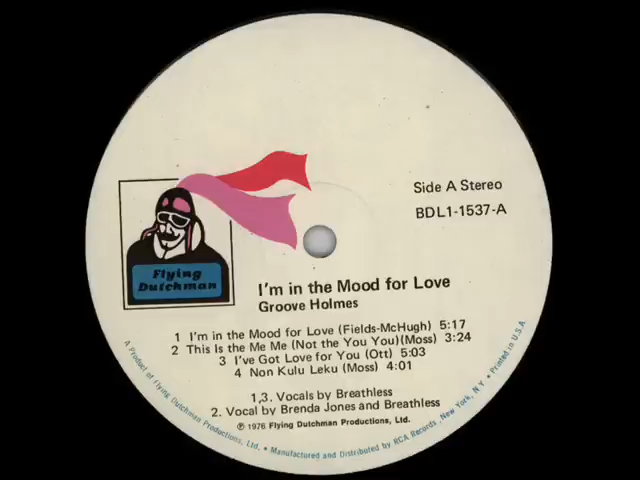 Side A Stereo
BDL1-1537-A
Flying
Dutchman
I'm in the Mood for Love
Groove Holmes
1 I'm in the Mood for Love (Fields-McHugh) 5:17
2 This Is the Me Me (Not the You You)(Moss) 3:24
3 I've Got Love for You (Ott) 5:03
4 Non Kulu Leku (Moss) 4:01
1,3. Vocals by Breathless
2. Vocal by Brenda Jones and Breathless
℗ 1976 Flying Dutchman Productions, Ltd.
A Product of Flying Dutchman Productions, Ltd. • Manufactured and Distributed by RCA Records, New York, N.Y. • Printed in U.S.A.